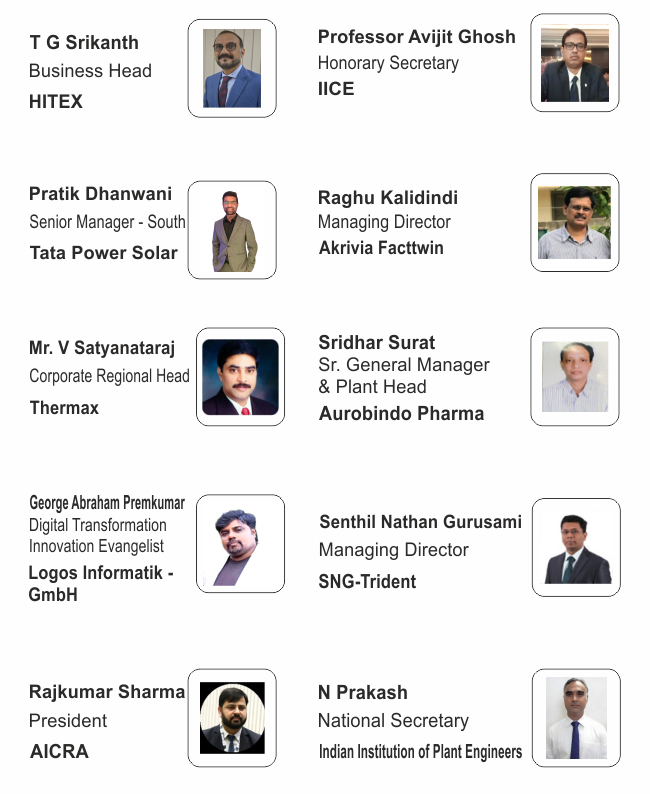 T G Srikanth
Business Head
HITEX
Professor Avijit Ghosh
Honorary Secretary
IICE
Pratik Dhanwani
Senior Manager - South
Tata Power Solar
Raghu Kalidindi
Managing Director
Akrivia Facttwin
Mr. V Satyanataraj
Corporate Regional Head
Thermax
Sridhar Surat
Sr. General Manager
& Plant Head
Aurobindo Pharma
George Abraham Premkumar
Digital Transformation
Innovation Evangelist
Logos Informatik -
GmbH
Senthil Nathan Gurusami
Managing Director
SNG-Trident
Rajkumar Sharma
President
AICRA
N Prakash
National Secretary
Indian Institution of Plant Engineers